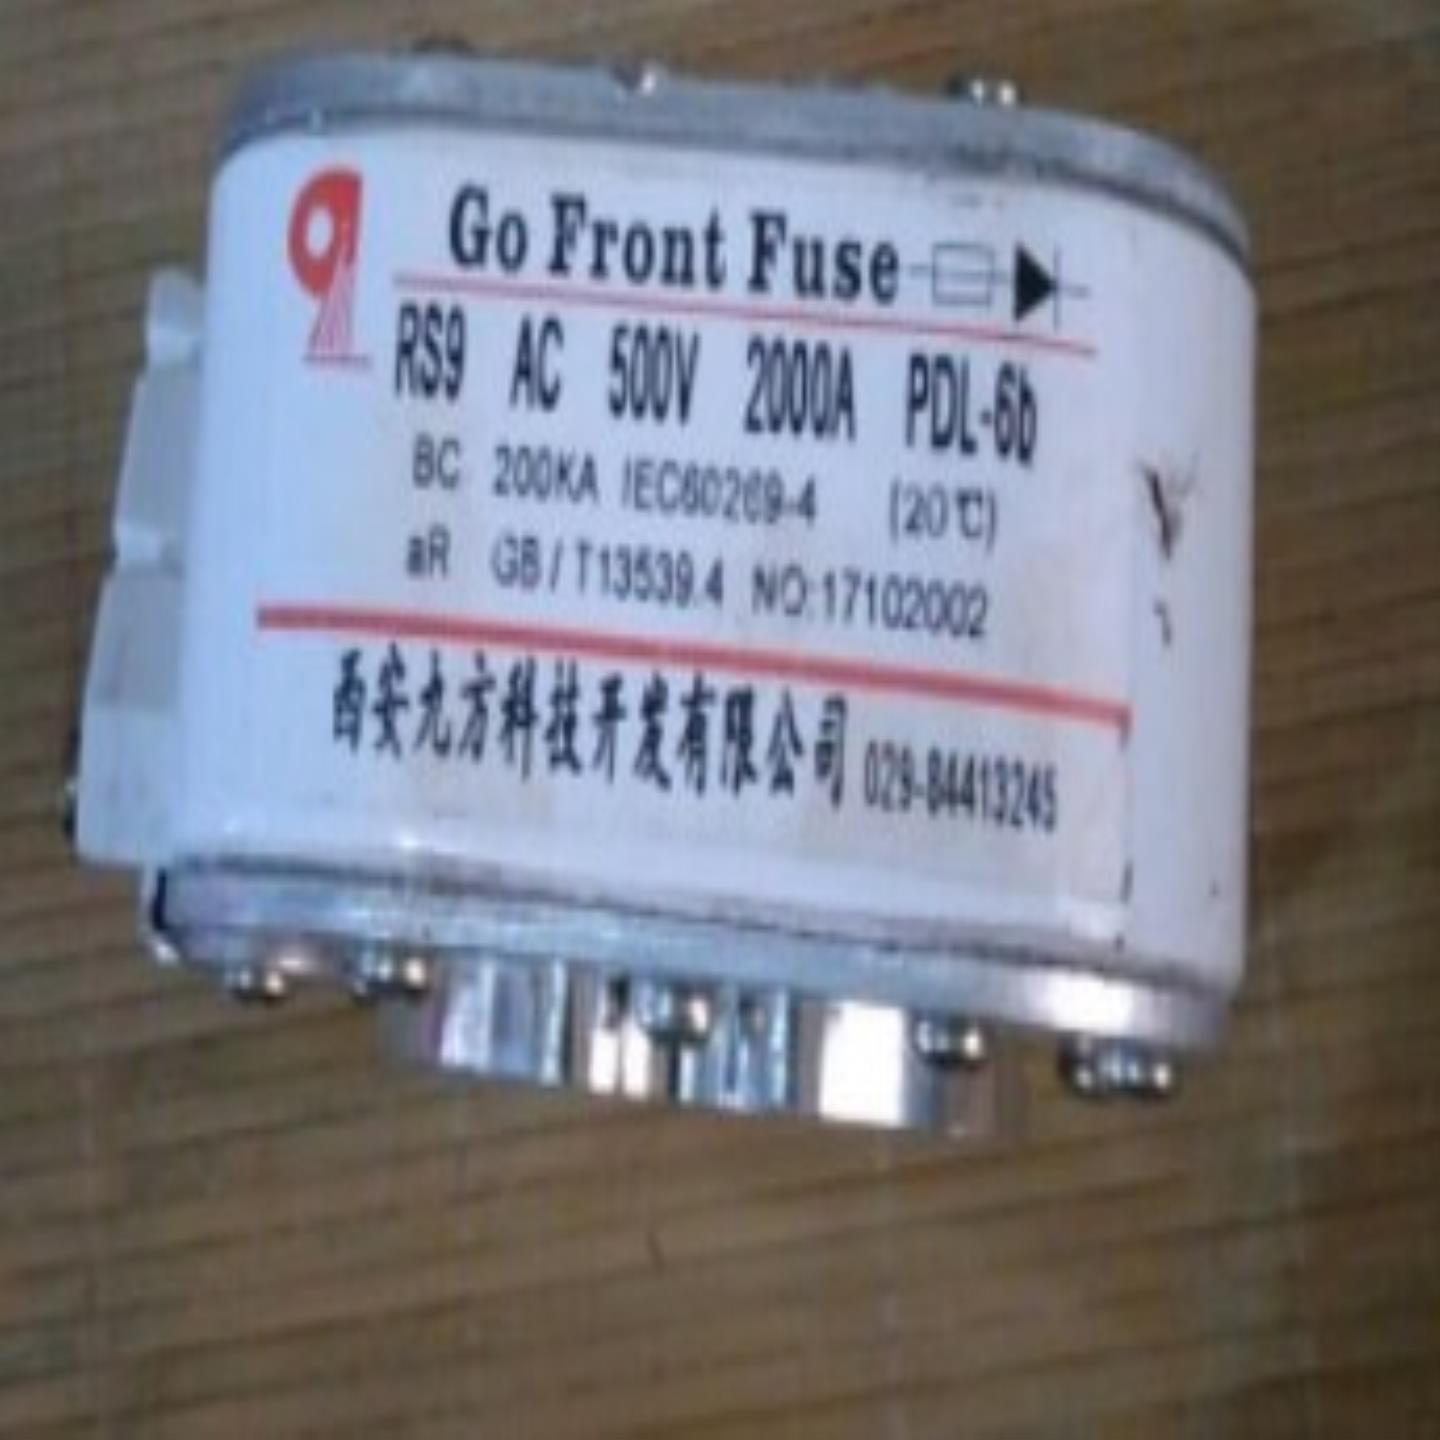 Go Front Fuse
RS9 AC 500V 2000A PDL-6b
BC 200KA IEC60269-4 (20℃)
aR GB/T13539.4 NO:17102002
西安九方科技开发有限公司 029-84413245